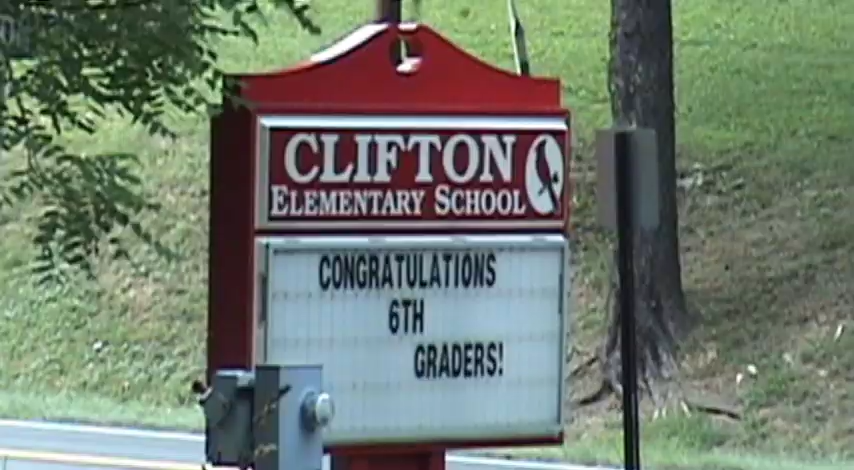 CLIFTON
ELEMENTARY SCHOOL
CONGRATULATIONS
6TH
GRADERS!